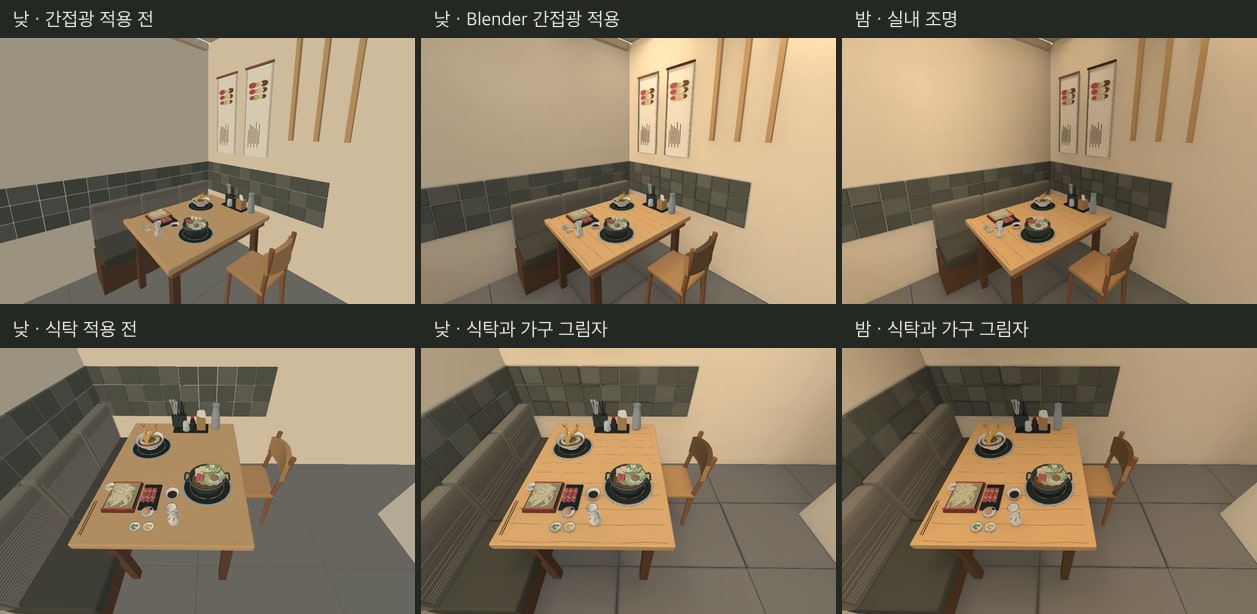 낮 · 간접광 적용 전
낮 · Blender 간접광 적용
밤 · 실내 조명
낮 · 식탁 적용 전
낮 · 식탁과 가구 그림자
밤 · 식탁과 가구 그림자